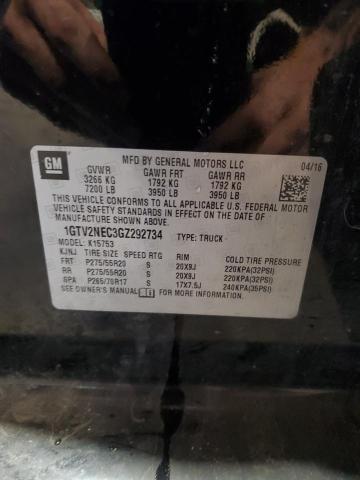 GM
MFD BY GENERAL MOTORS LLC 04/16
GVWR GAWR FRT GAWR RR
3266 KG 1792 KG 1792 KG
7200 LB 3950 LB 3950 LB
THIS VEHICLE CONFORMS TO ALL APPLICABLE U.S. FEDERAL MOTOR
VEHICLE SAFETY STANDARDS IN EFFECT ON THE DATE OF
MANUFACTURE SHOWN ABOVE.
1GTV2NEC3GZ292734 TYPE: TRUCK
MODEL: K15753
KJNJ TIRE SIZE SPEED RTG RIM COLD TIRE PRESSURE
FRT P275/55R20 S 20X9J 220KPA(32PSI)
RR P275/55R20 S 20X9J 220KPA(32PSI)
SPA P265/70R17 S 17X7.5J 240KPA(35PSI)
SEE OWNER'S MANUAL FOR MORE INFORMATION.